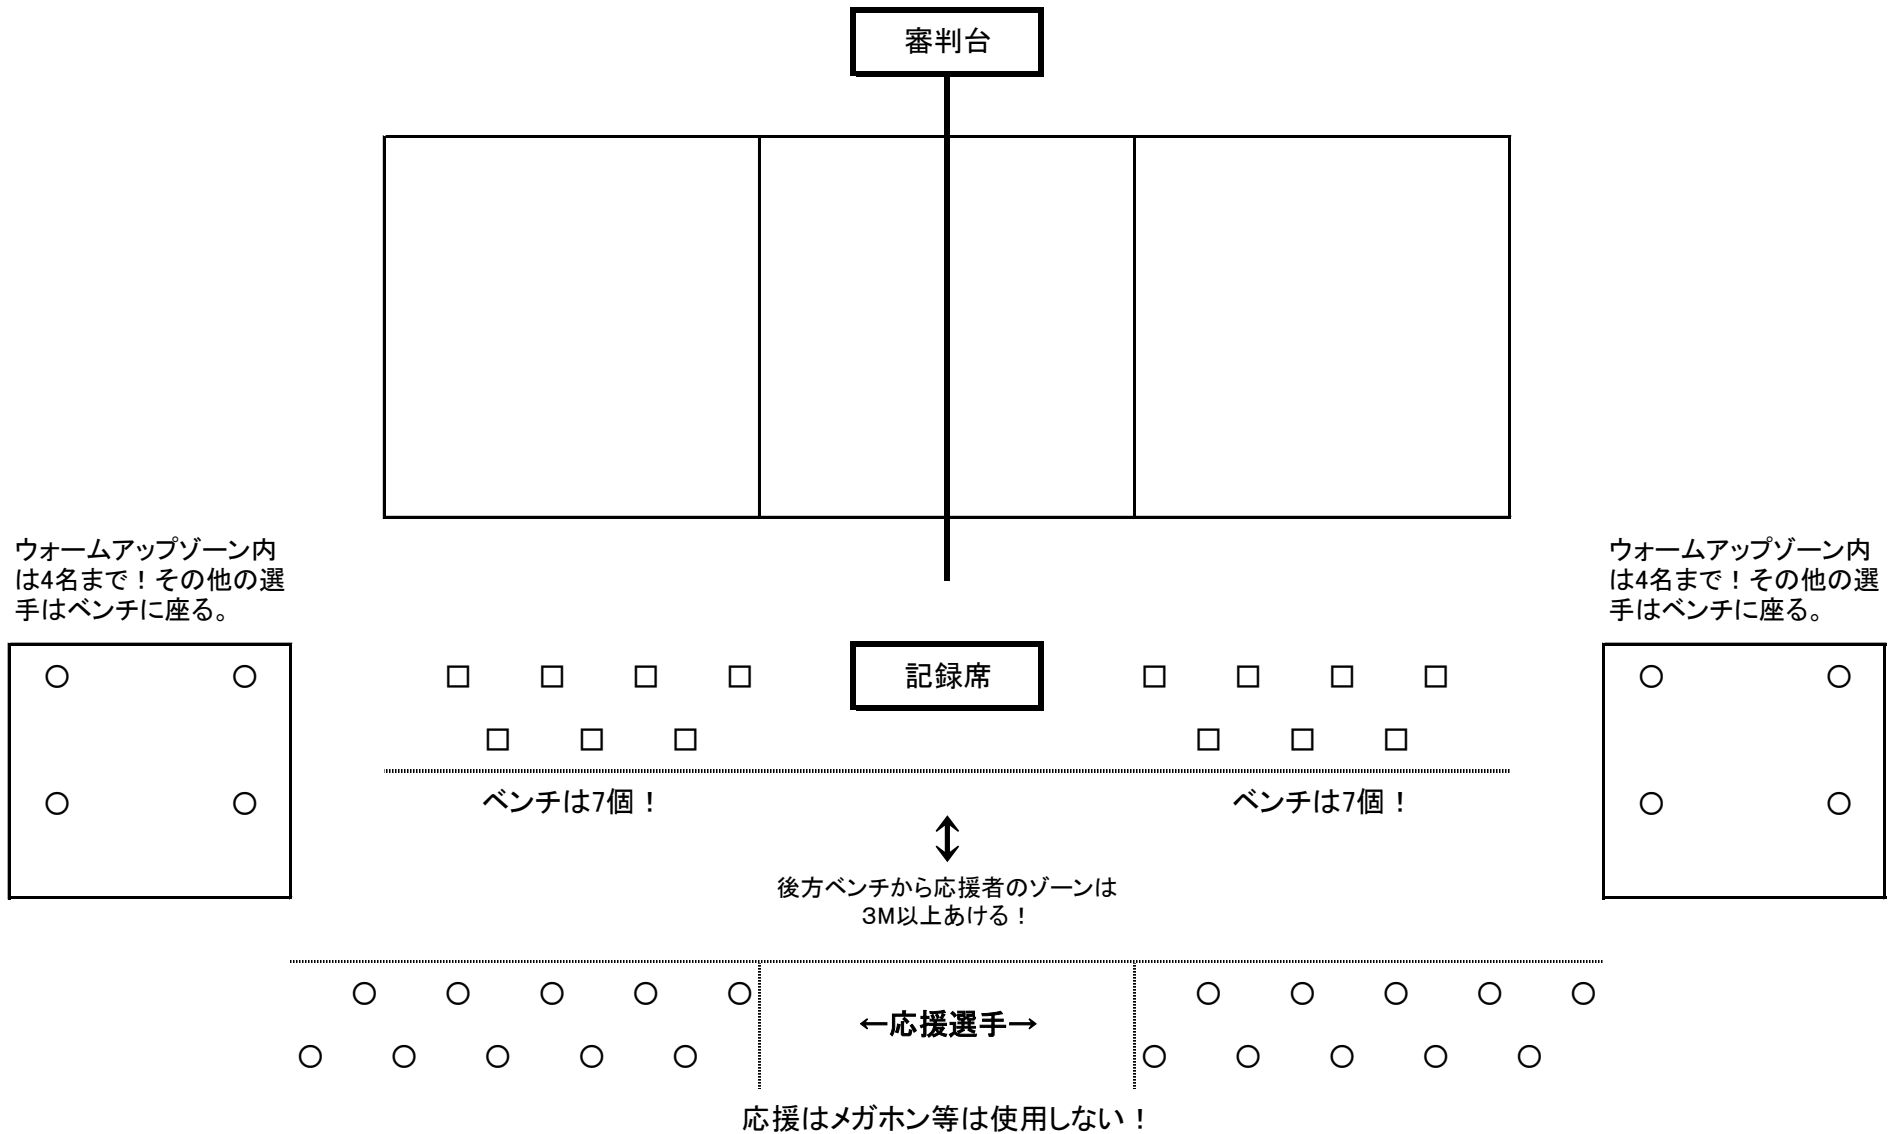 審判台
ウォームアップゾーン内
は4名まで！その他の選
手はベンチに座る。
ウォームアップゾーン内
は4名まで！その他の選
手はベンチに座る。
記録席
ベンチは7個！
ベンチは7個！
後方ベンチから応援者のゾーンは
3M以上あける！
←応援選手→
応援はメガホン等は使用しない！